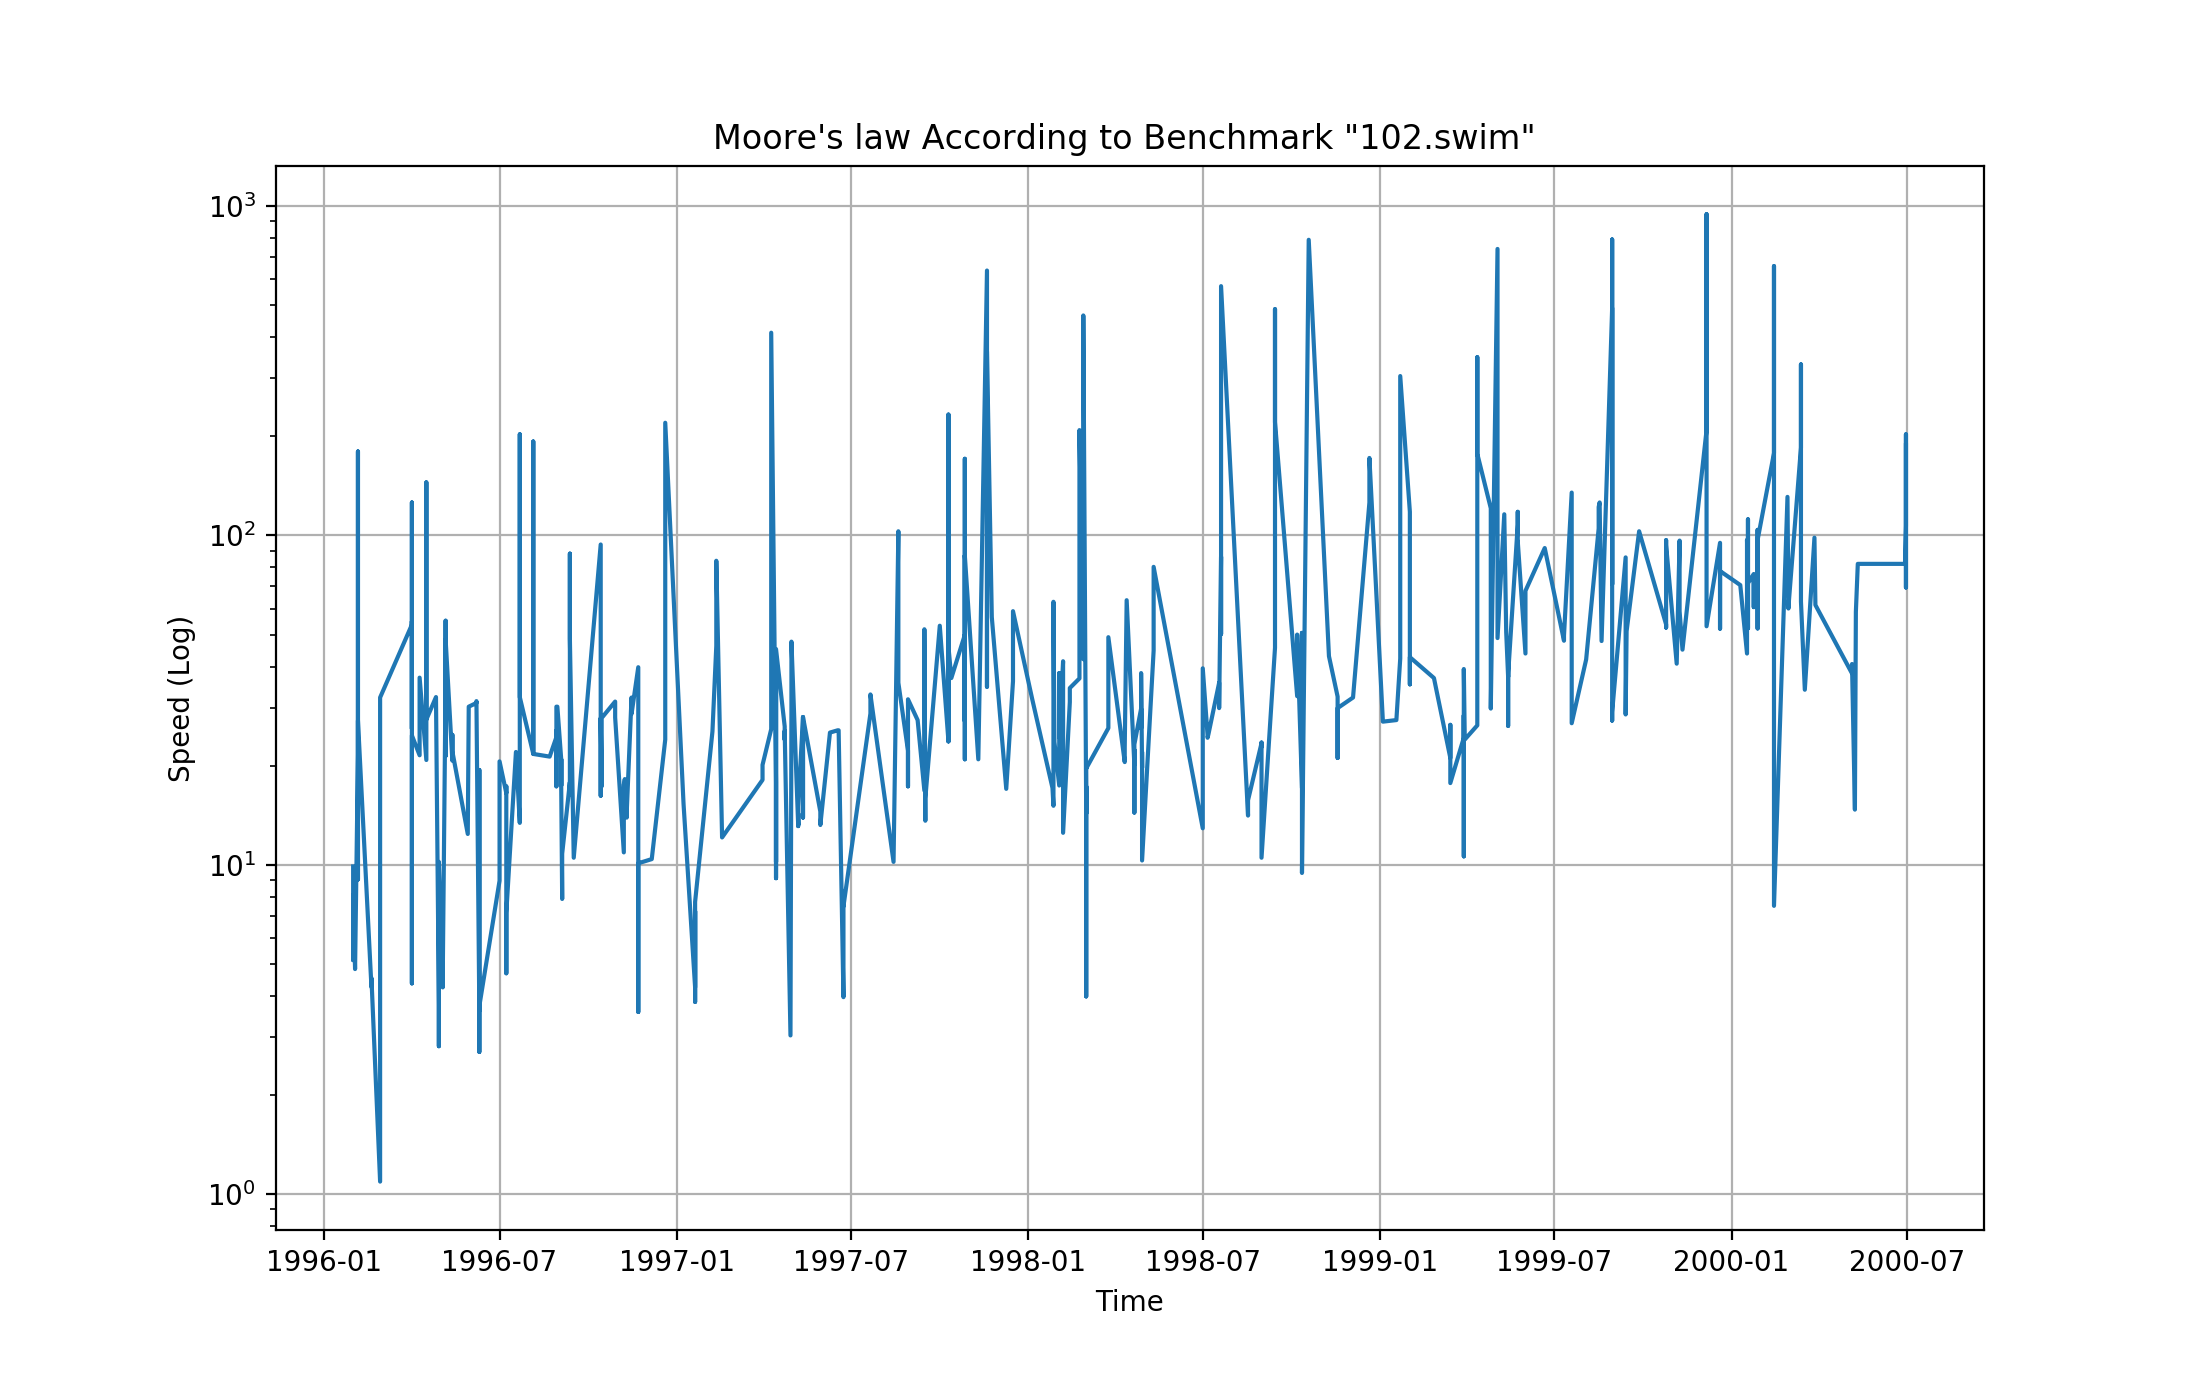 Moore's law According to Benchmark "102.swim"
10³
10²
10¹
10⁰
Speed (Log)
1996-01 1996-07 1997-01 1997-07 1998-01 1998-07 1999-01 1999-07 2000-01 2000-07
Time